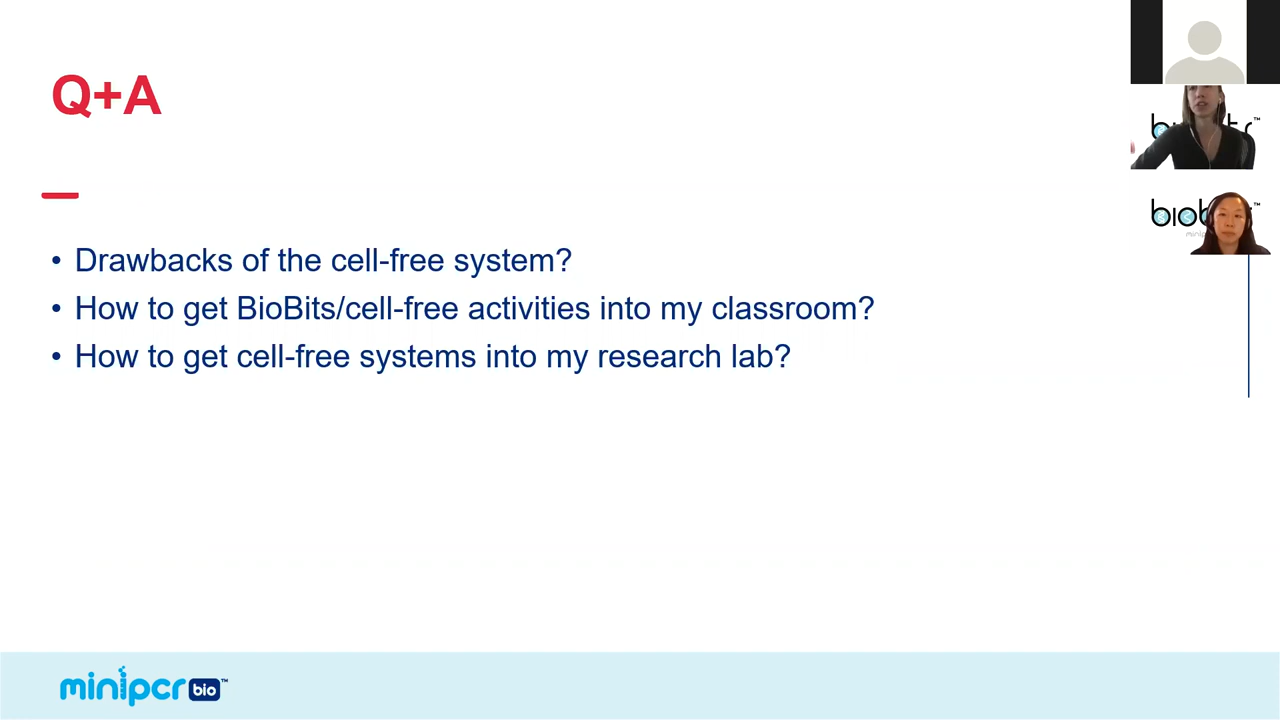 Q+A
• Drawbacks of the cell-free system?
• How to get BioBits/cell-free activities into my classroom?
• How to get cell-free systems into my research lab?
minipcr bio™